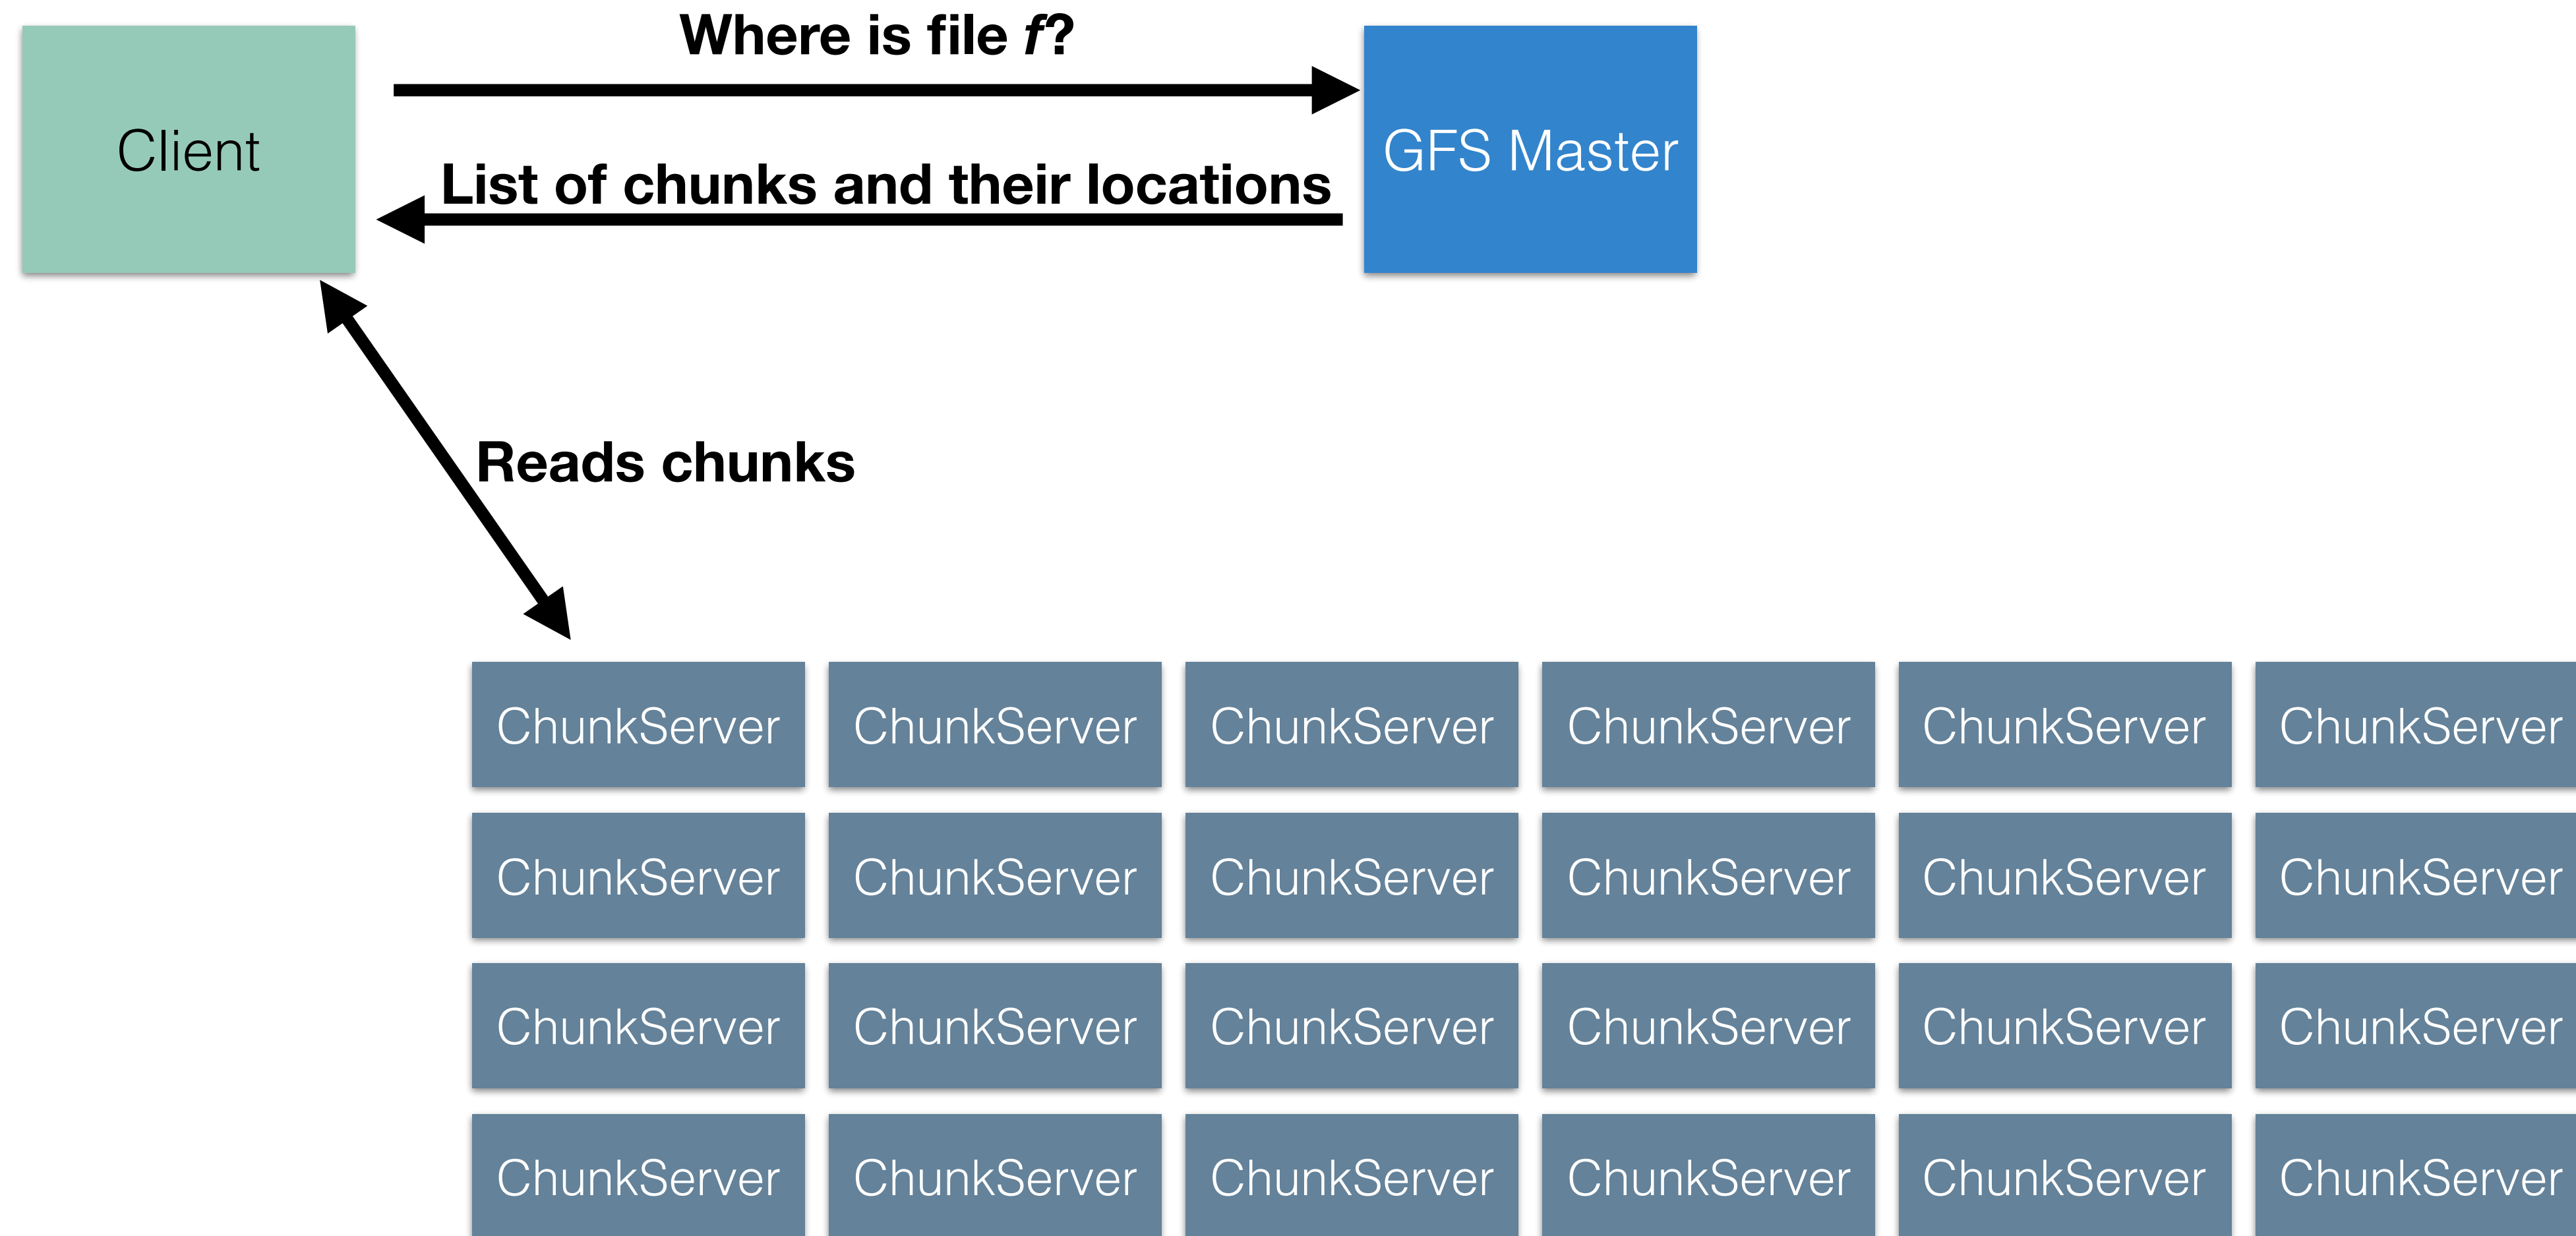 Where is file f?
Client
GFS Master
List of chunks and their locations
Reads chunks
ChunkServer ChunkServer ChunkServer ChunkServer ChunkServer ChunkServer
ChunkServer ChunkServer ChunkServer ChunkServer ChunkServer ChunkServer
ChunkServer ChunkServer ChunkServer ChunkServer ChunkServer ChunkServer
ChunkServer ChunkServer ChunkServer ChunkServer ChunkServer ChunkServer